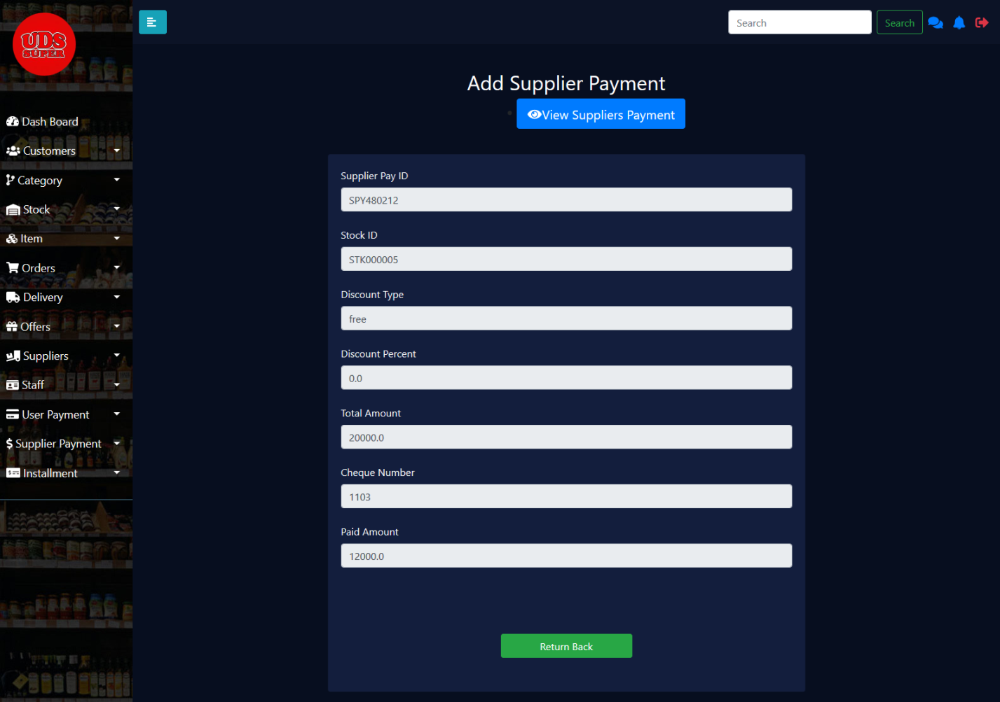 UDS
SUPER
Search
Search
Dash Board
Customers
Category
Stock
Item
Orders
Delivery
Offers
Suppliers
Staff
User Payment
Supplier Payment
Installment
Add Supplier Payment
View Suppliers Payment
Supplier Pay ID
SPY480212
Stock ID
STK000005
Discount Type
free
Discount Percent
0.0
Total Amount
20000.0
Cheque Number
1103
Paid Amount
12000.0
Return Back